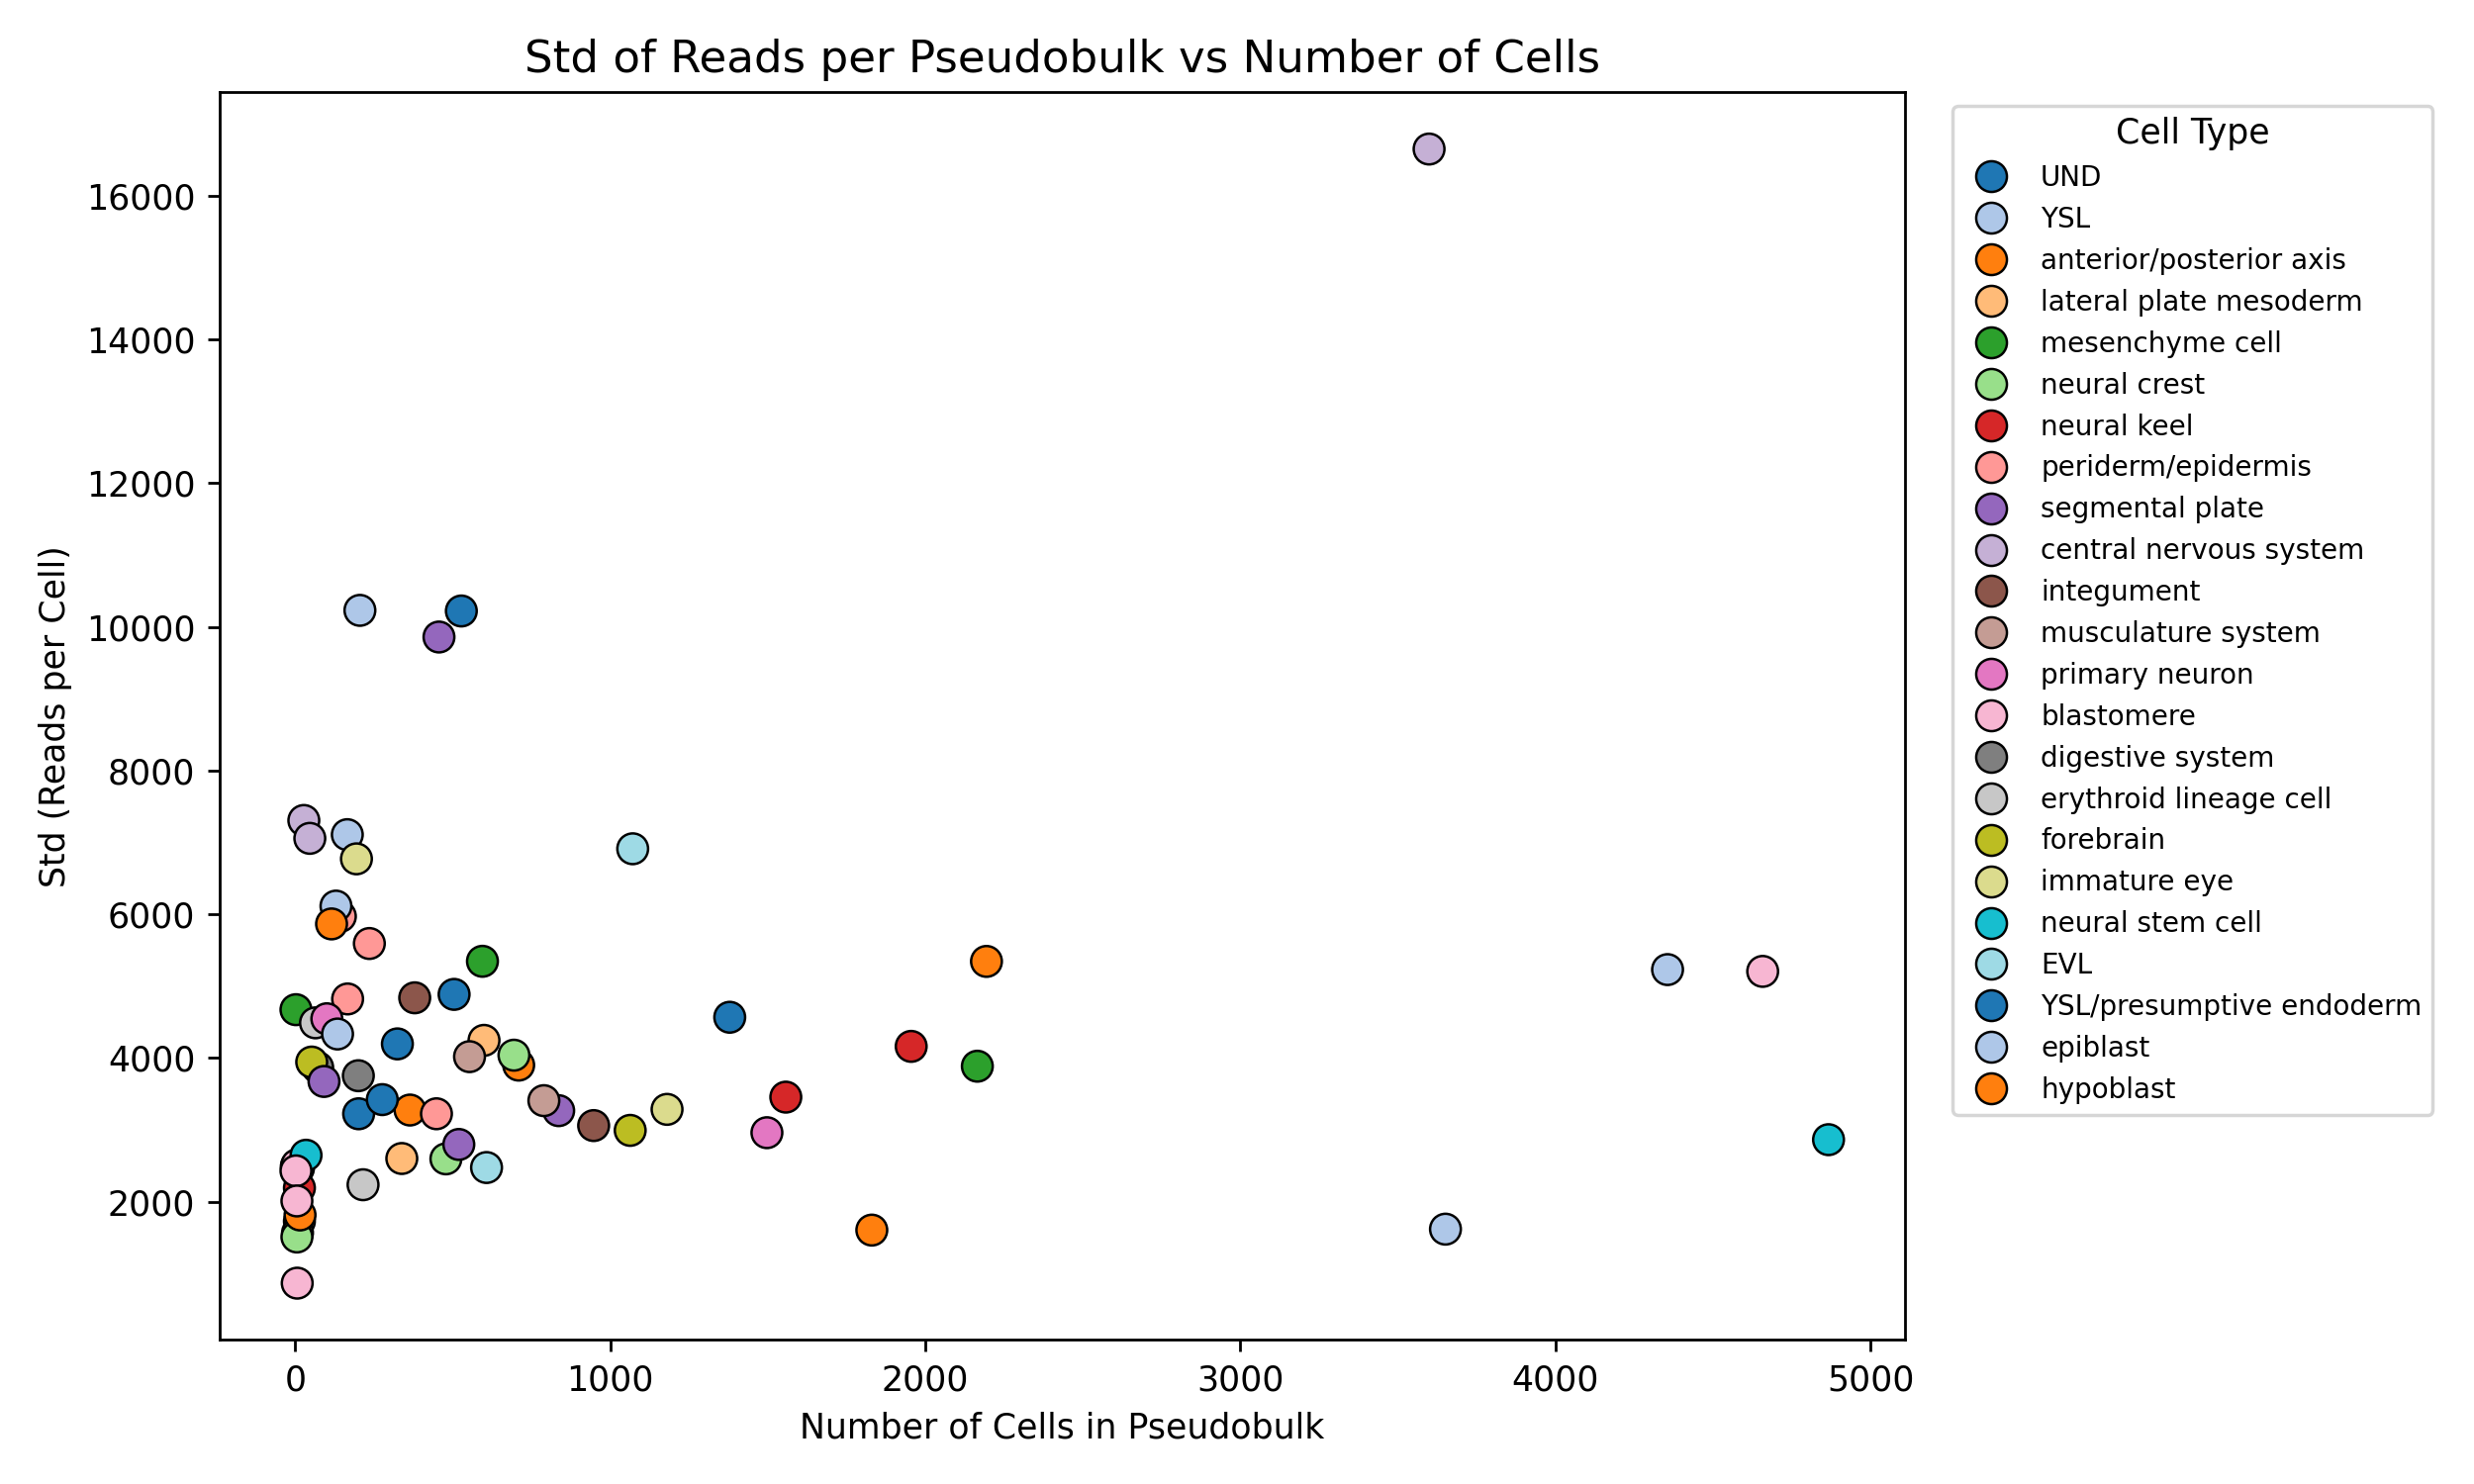 Std of Reads per Pseudobulk vs Number of Cells
Std (Reads per Cell)
16000
14000
12000
10000
8000
6000
4000
2000
0
1000
2000
3000
4000
5000
Number of Cells in Pseudobulk
Cell Type
UND
YSL
anterior/posterior axis
lateral plate mesoderm
mesenchyme cell
neural crest
neural keel
periderm/epidermis
segmental plate
central nervous system
integument
musculature system
primary neuron
blastomere
digestive system
erythroid lineage cell
forebrain
immature eye
neural stem cell
EVL
YSL/presumptive endoderm
epiblast
hypoblast